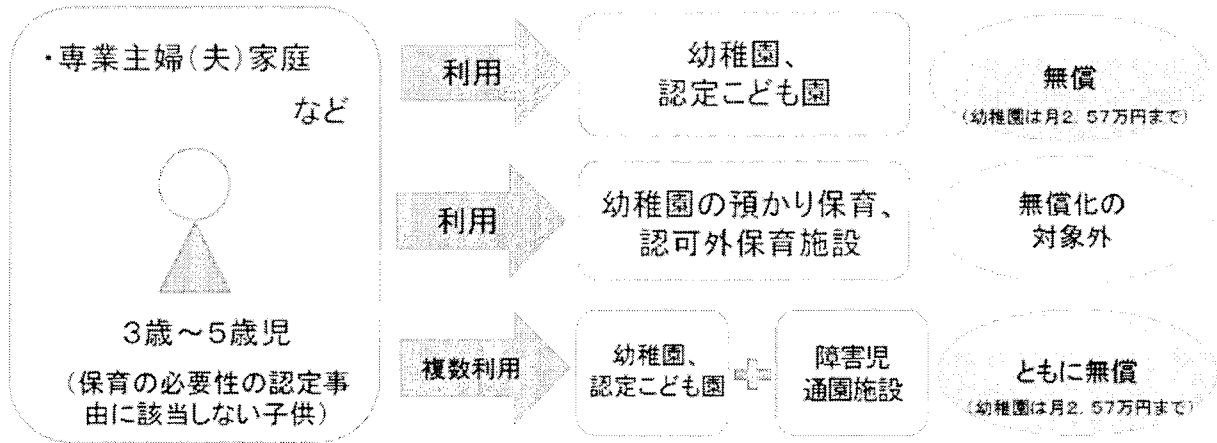 ・専業主婦(夫)家庭
など
3歳~5歳児
(保育の必要性の認定事
由に該当しない子供)
利用
幼稚園、
認定こども園
無償
(幼稚園は月2.57万円まで)
利用
幼稚園の預かり保育、
認可外保育施設
無償化の
対象外
複数利用
幼稚園、
認定こども園
障害児
通園施設
ともに無償
(幼稚園は月2.57万円まで)